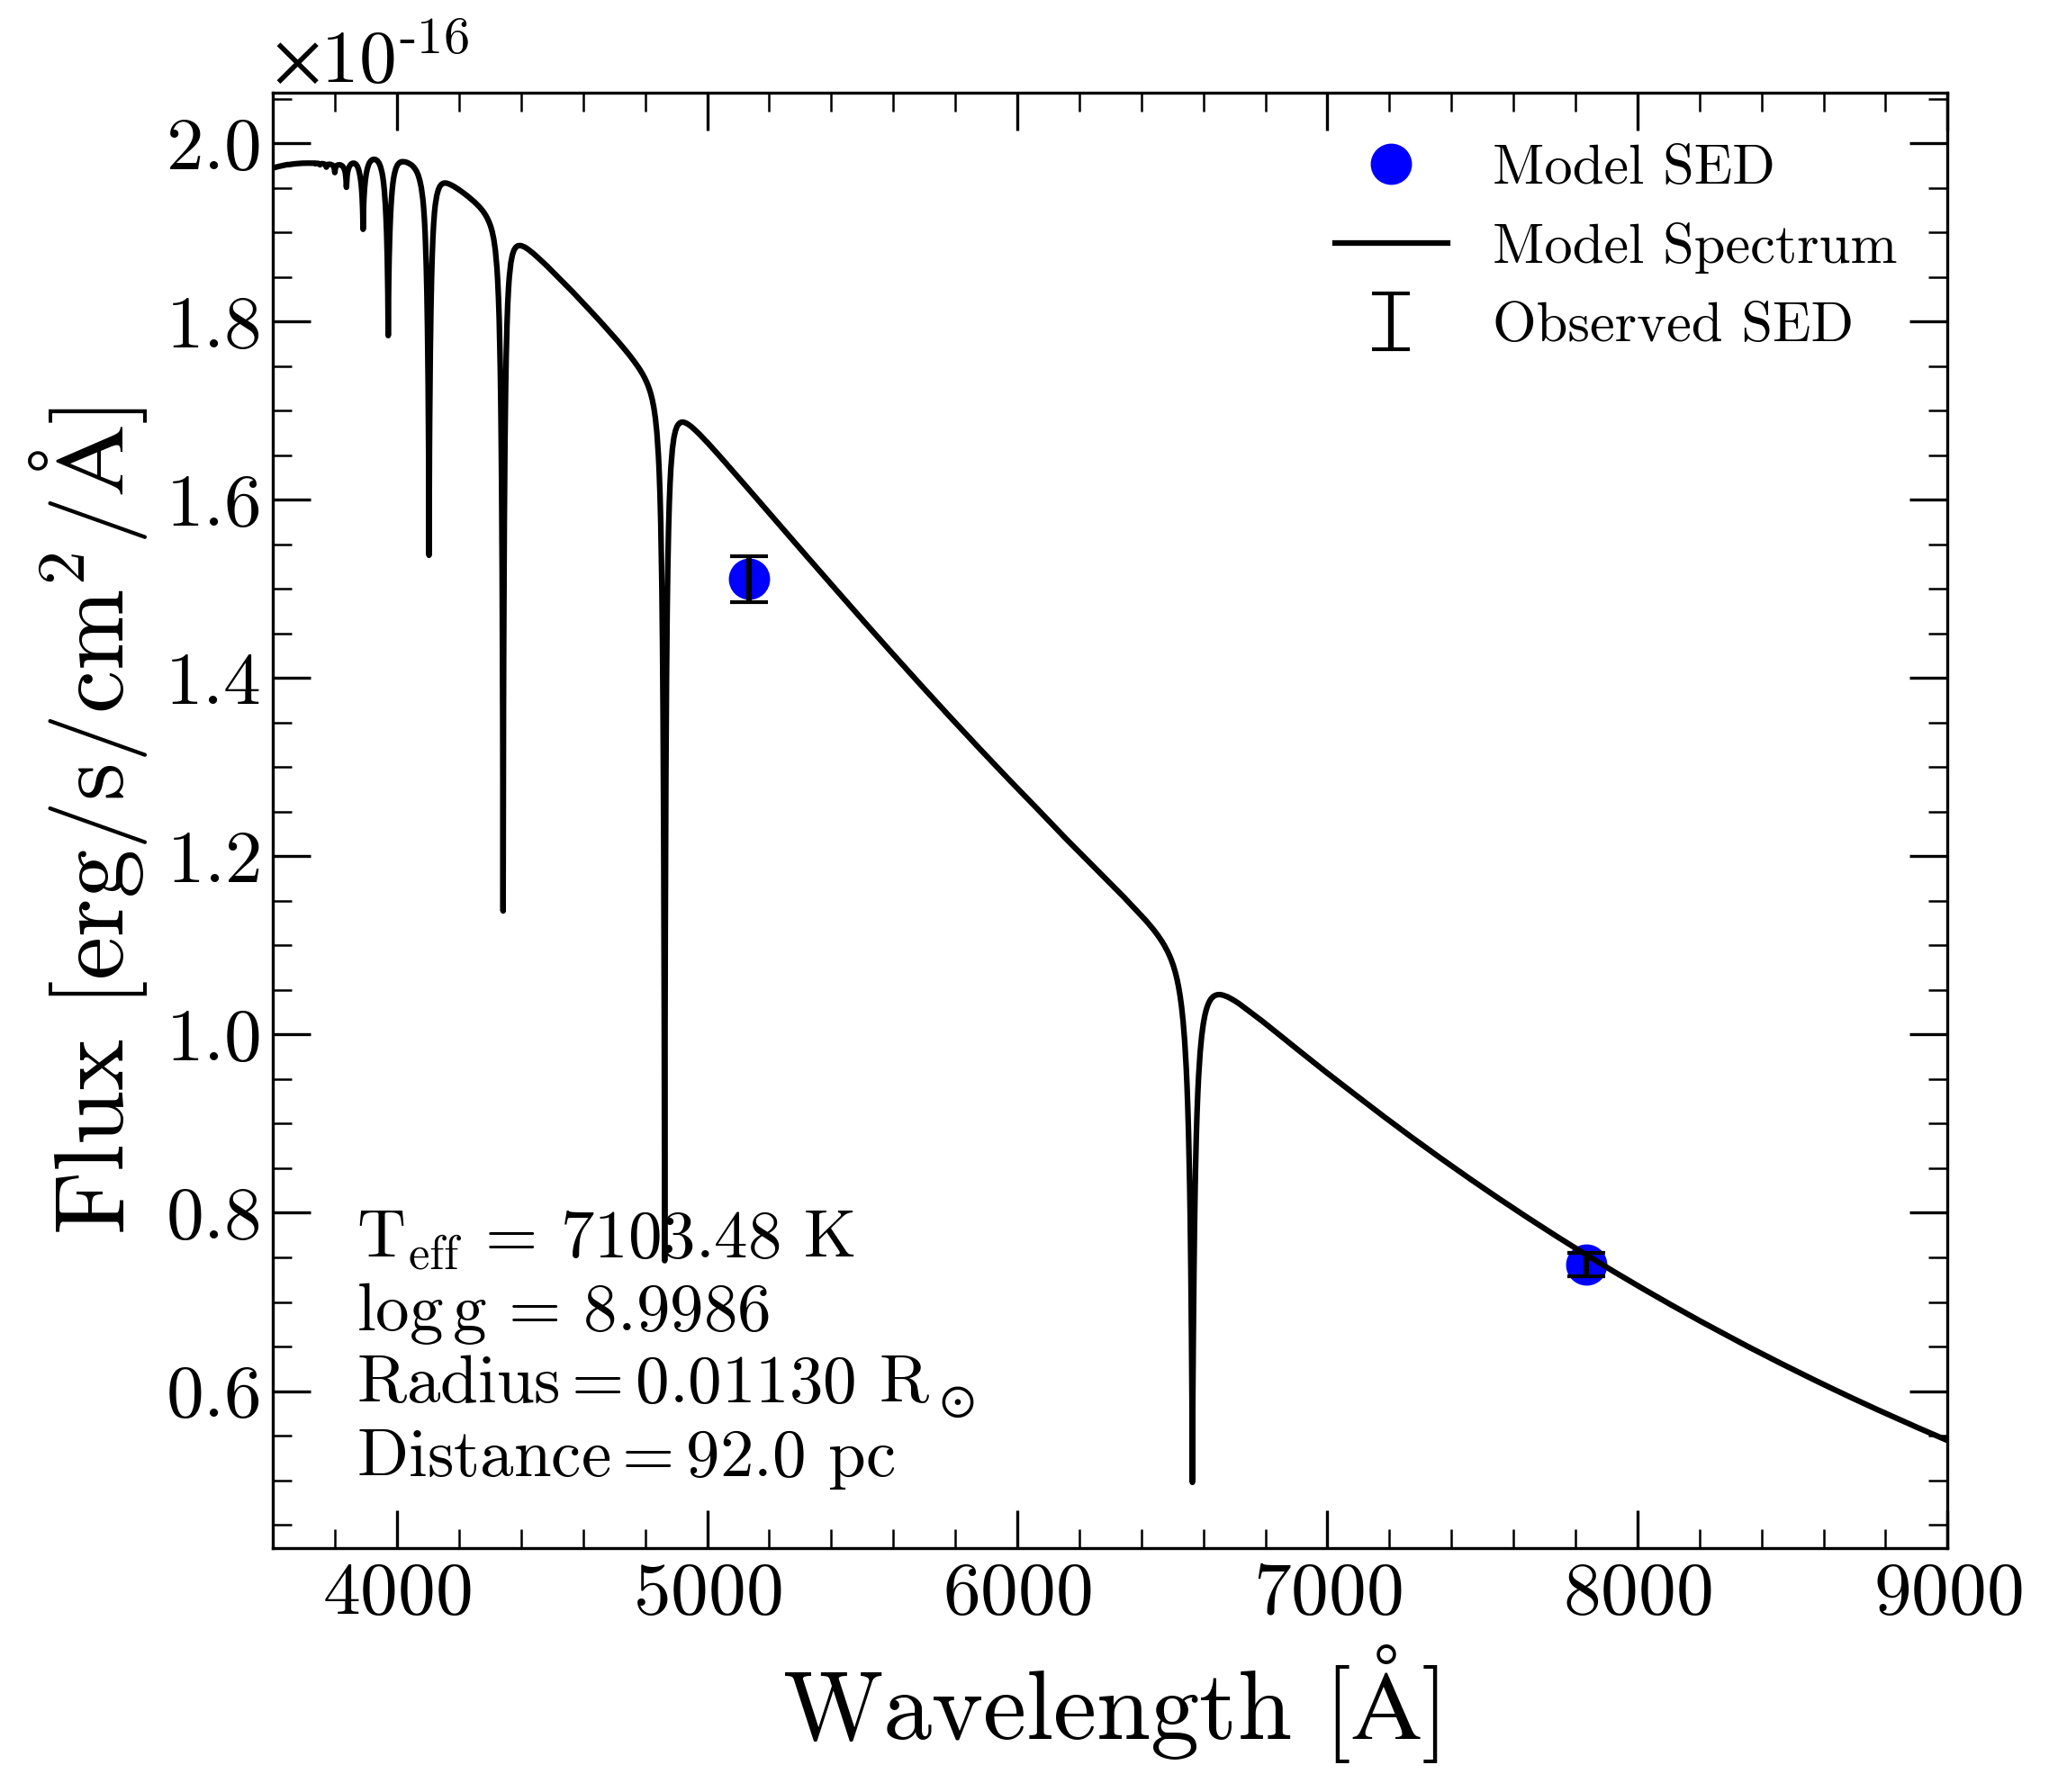 ×10⁻¹⁶
2.0
1.8
1.6
1.4
1.2
1.0
0.8
0.6
Flux [erg/s/cm²/Å]
Model SED
Model Spectrum
Observed SED
T_eff = 7103.48 K
log g = 8.9986
Radius = 0.01130 R_⊙
Distance = 92.0 pc
4000 5000 6000 7000 8000 9000
Wavelength [Å]